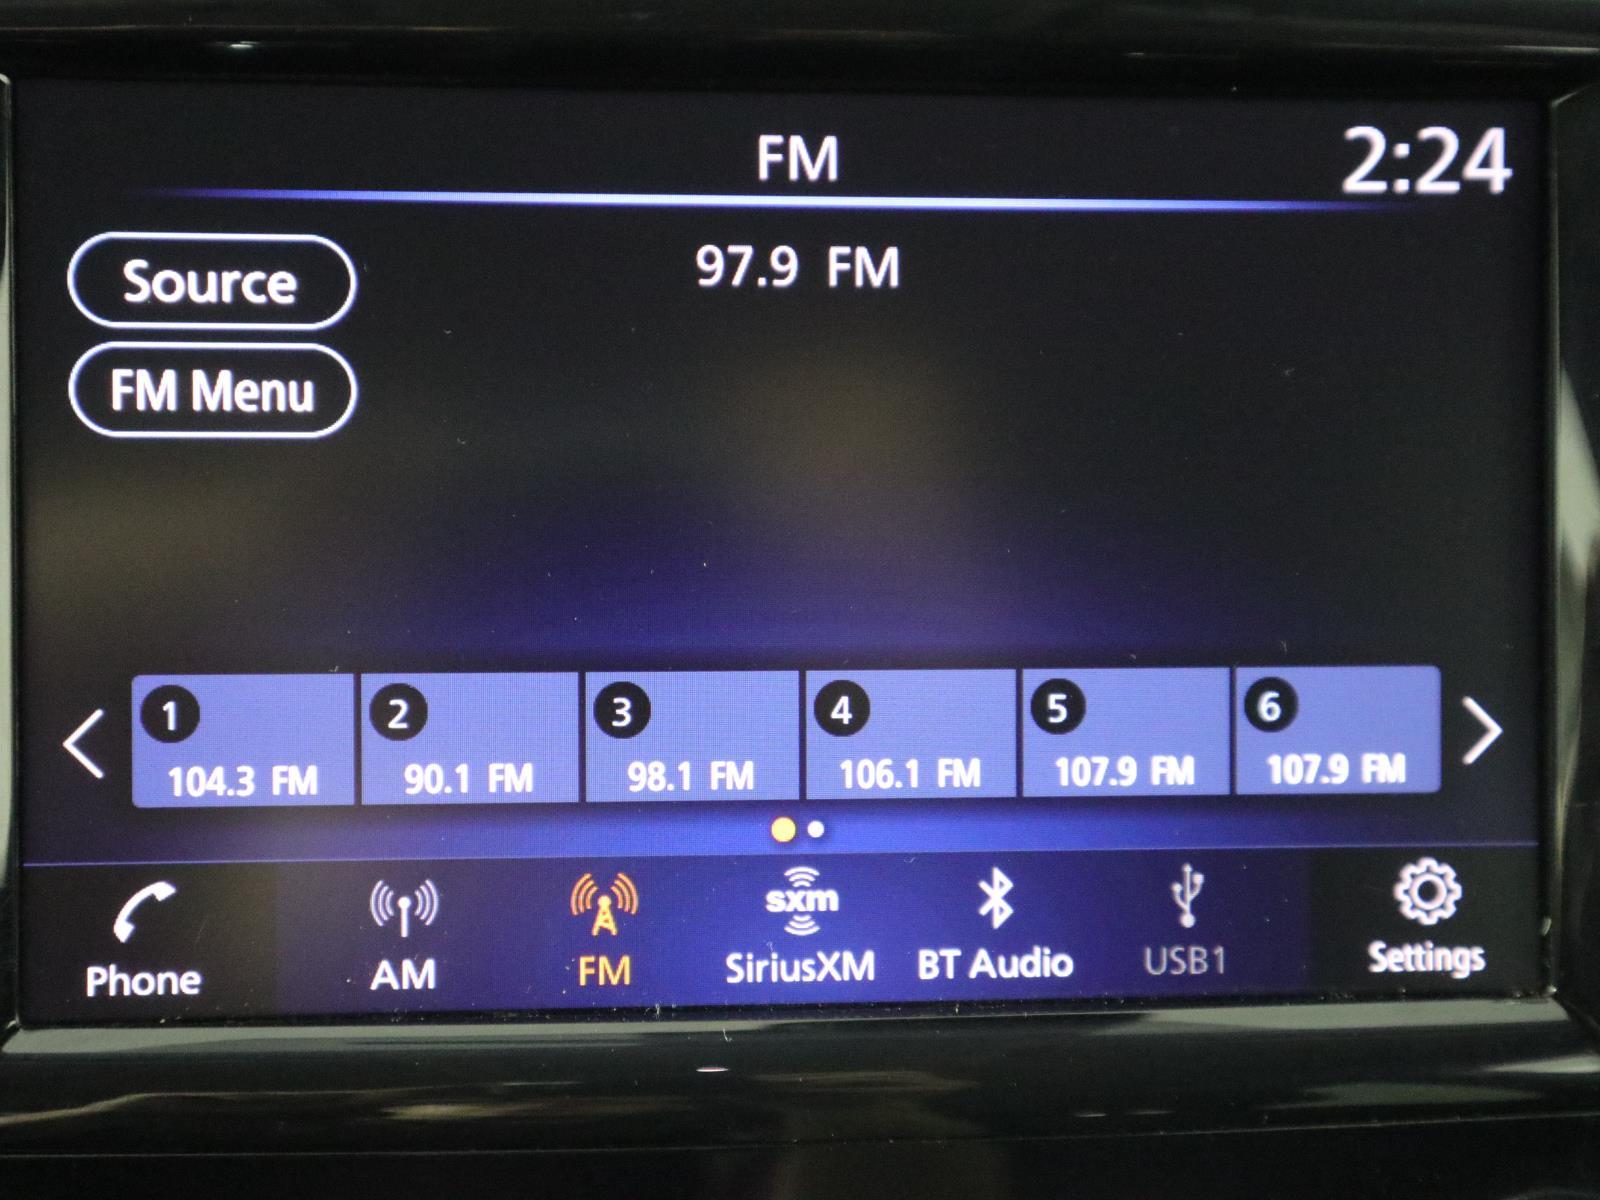 FM
2:24
Source
97.9 FM
FM Menu
1
2
3
4
5
6
104.3 FM
90.1 FM
98.1 FM
106.1 FM
107.9 FM
107.9 FM
sxm
Phone
AM
FM
SiriusXM
BT Audio
USB1
Settings